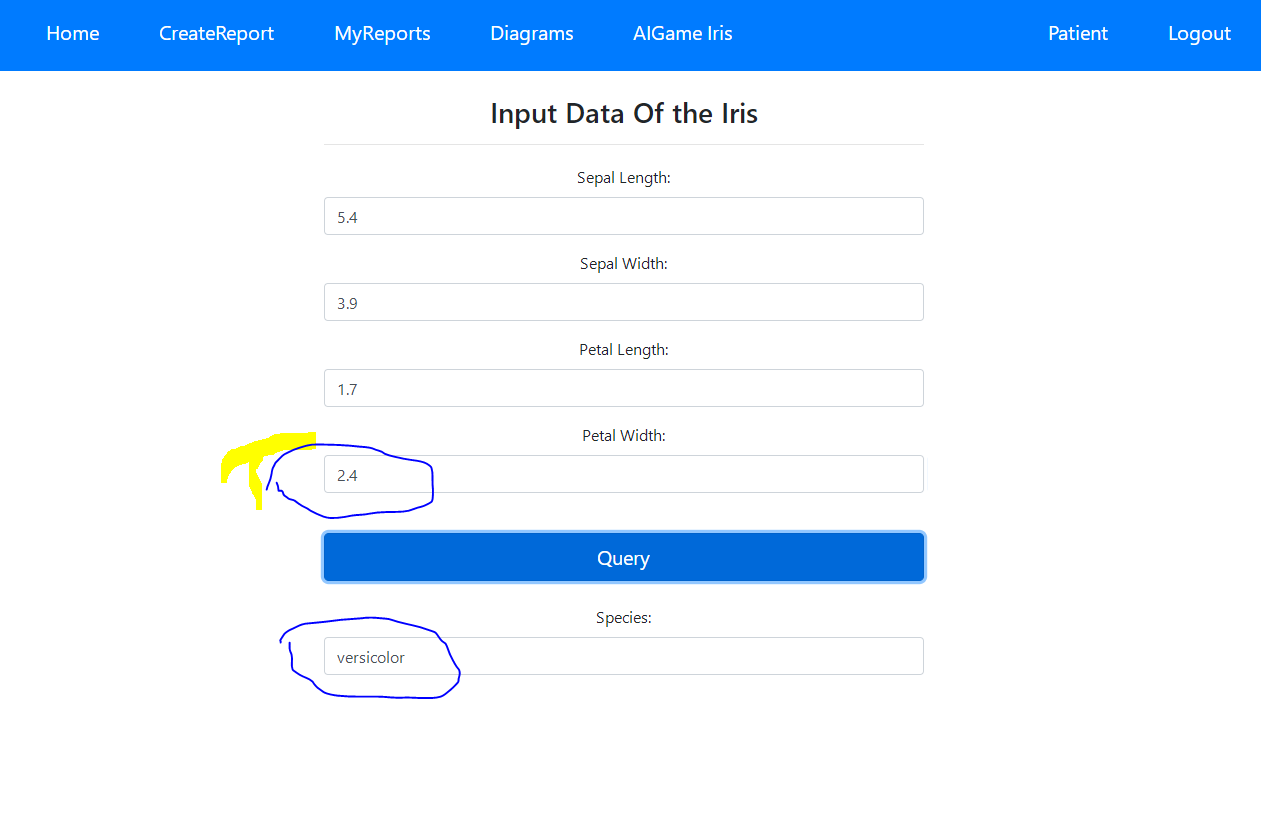 Home CreateReport MyReports Diagrams AIGame Iris Patient Logout
Input Data Of the Iris
Sepal Length:
5.4
Sepal Width:
3.9
Petal Length:
1.7
Petal Width:
2.4
Query
Species:
versicolor